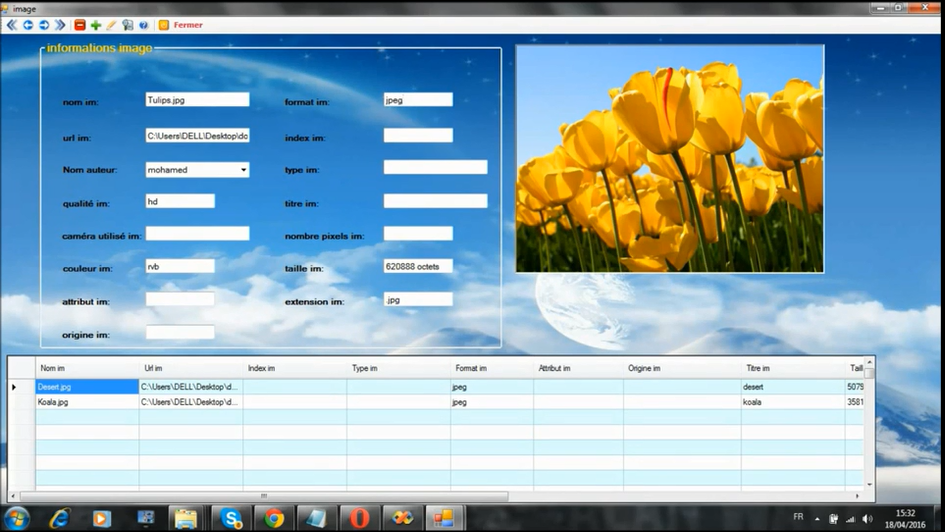 image
Fermer
informations image
nom im: Tulips.jpg format im: jpeg
url im: C:\Users\DELL\Desktop\do index im:
Nom auteur: mohamed type im:
qualité im: hd titre im:
caméra utilisé im: nombre pixels im:
couleur im: rvb taille im: 620888 octets
attribut im: extension im: .jpg
origine im:
Nom im Url im Index im Type im Format im Attribut im Origine im Titre im Taill
Desert.jpg C:\Users\DELL\Desktop\d... jpeg desert 5079
Koala.jpg C:\Users\DELL\Desktop\d... jpeg koala 3581
FR 15:32
18/04/2016